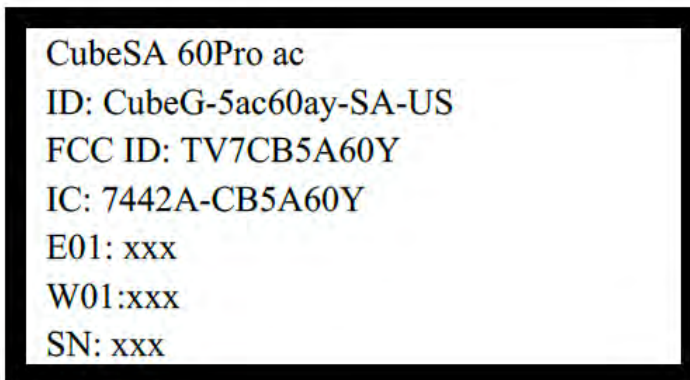 CubeSA 60Pro ac
ID: CubeG-5ac60ay-SA-US
FCC ID: TV7CB5A60Y
IC: 7442A-CB5A60Y
E01: xxx
W01:xxx
SN: xxx